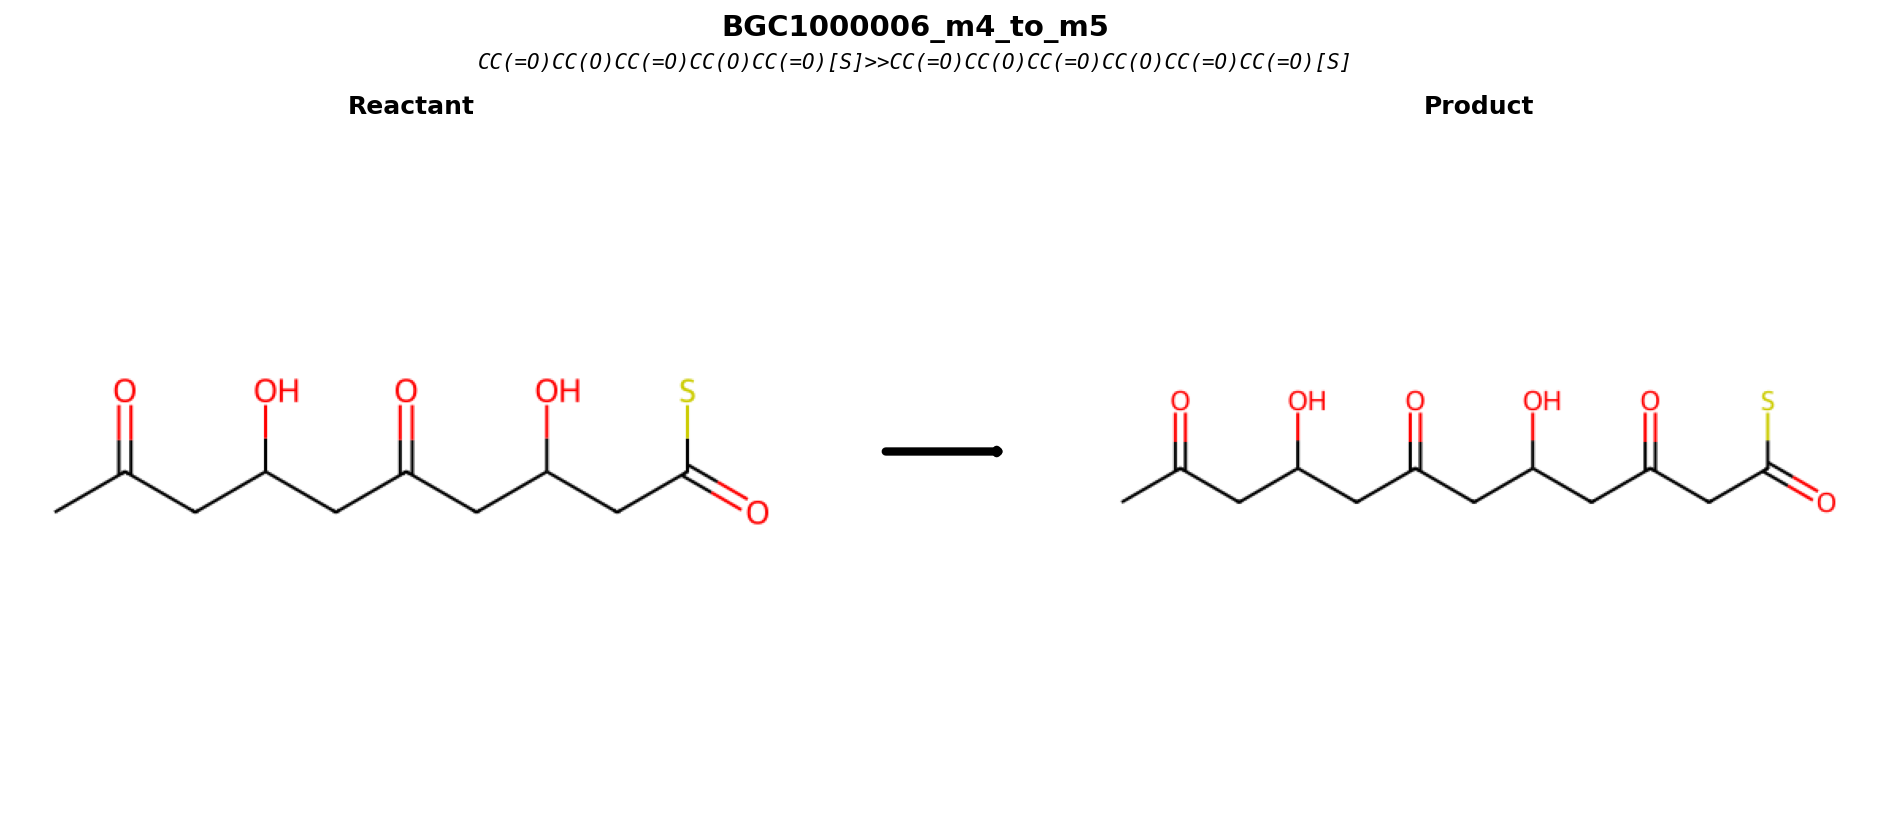 BGC1000006_m4_to_m5
CC(=O)CC(O)CC(=O)CC(O)CC(=O)[S]>>CC(=O)CC(O)CC(=O)CC(O)CC(=O)CC(=O)[S]
Reactant Product
O OH O OH S O OH O OH O S
O O